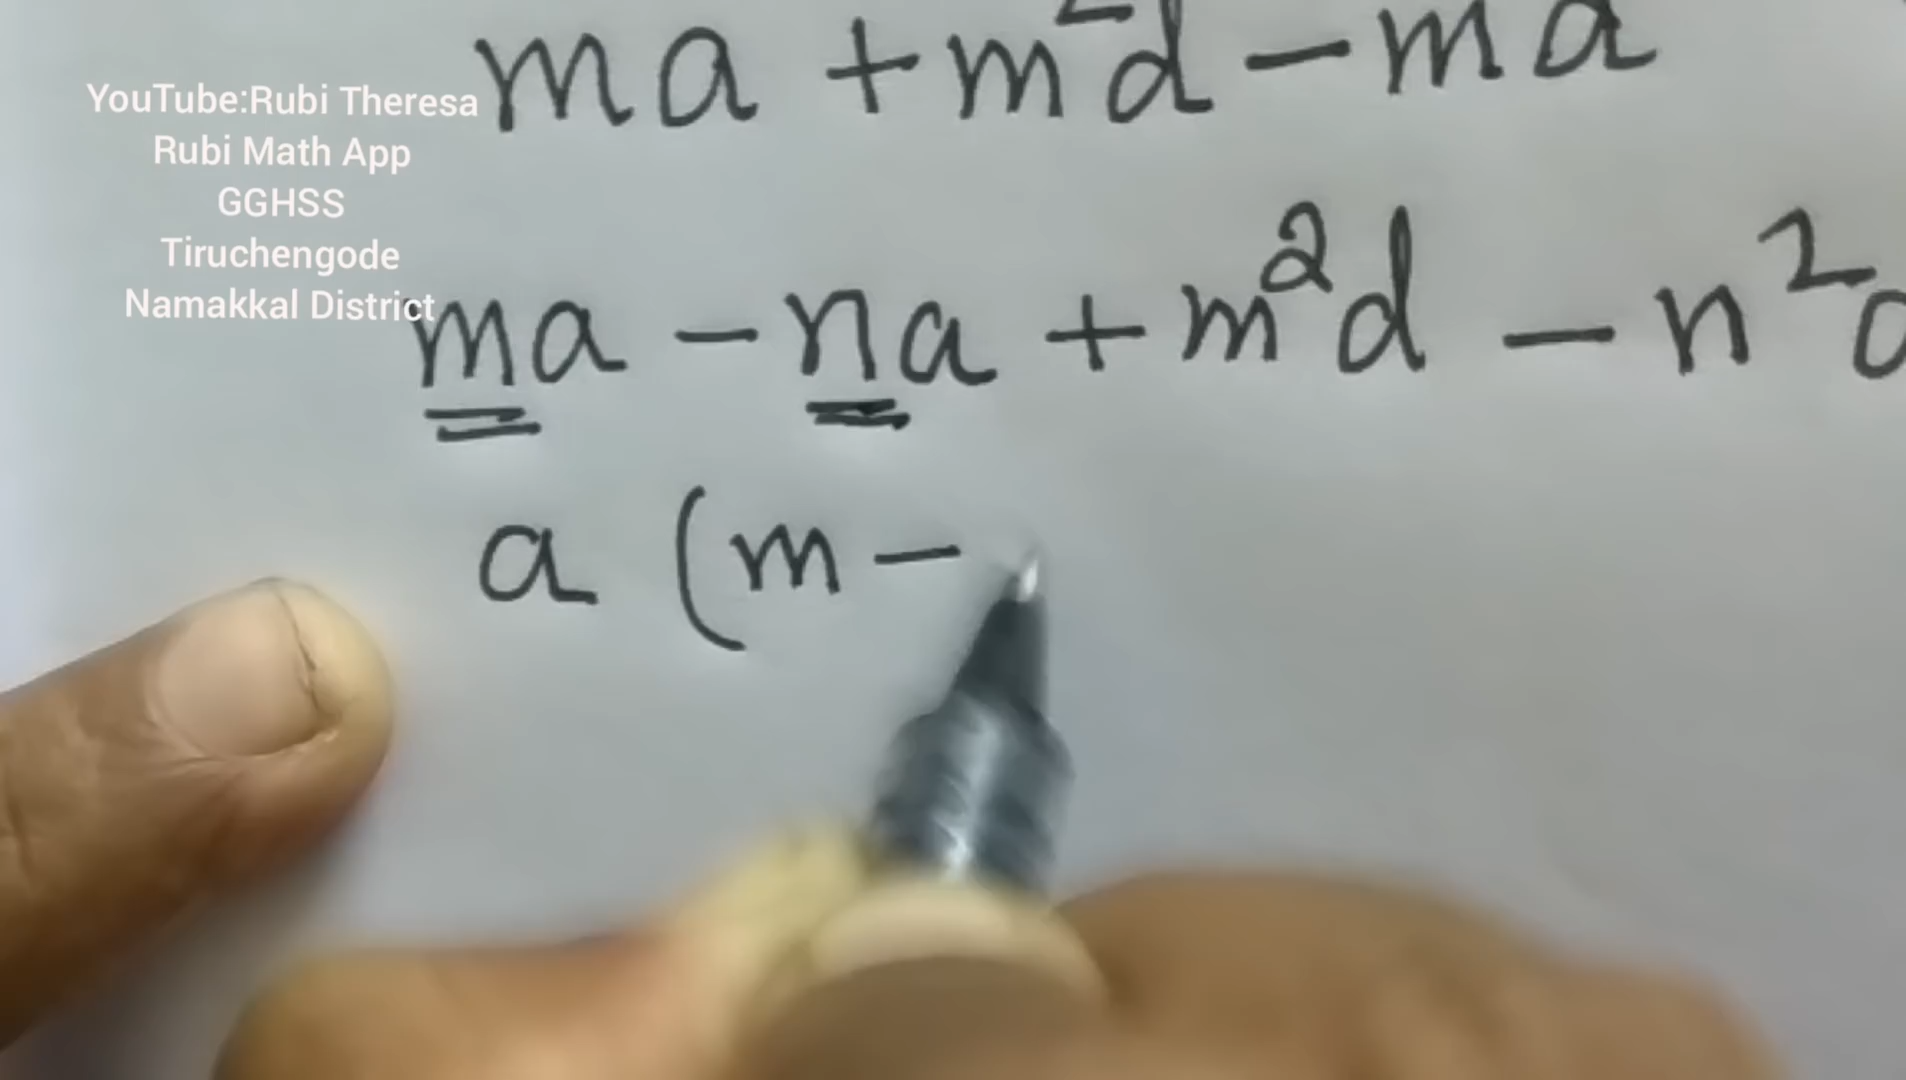 YouTube:Rubi Theresa
Rubi Math App
GGHSS
Tiruchengode
Namakkal District
ma + m²d - ma
ma - na + m²d - n²
a (m -